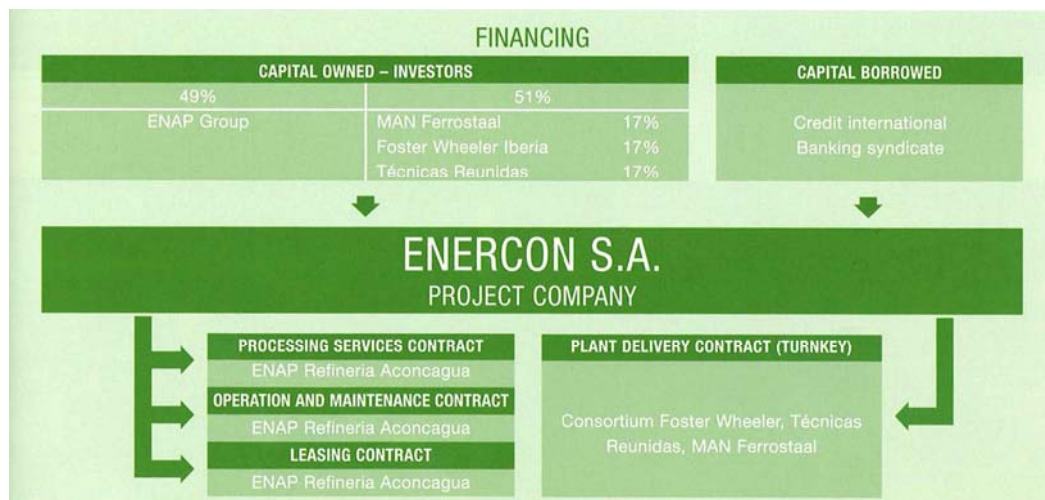 FINANCING
CAPITAL OWNED – INVESTORS
49%
51%
ENAP Group
MAN Ferrostaal 17%
Foster Wheeler Iberia 17%
Técnicas Reunidas 17%
CAPITAL BORROWED
Credit international
Banking syndicate
ENERCON S.A.
PROJECT COMPANY
PROCESSING SERVICES CONTRACT
ENAP Refineria Aconcagua
OPERATION AND MAINTENANCE CONTRACT
ENAP Refineria Aconcagua
LEASING CONTRACT
ENAP Refineria Aconcagua
PLANT DELIVERY CONTRACT (TURNKEY)
Consortium Foster Wheeler, Técnicas
Reunidas, MAN Ferrostaal